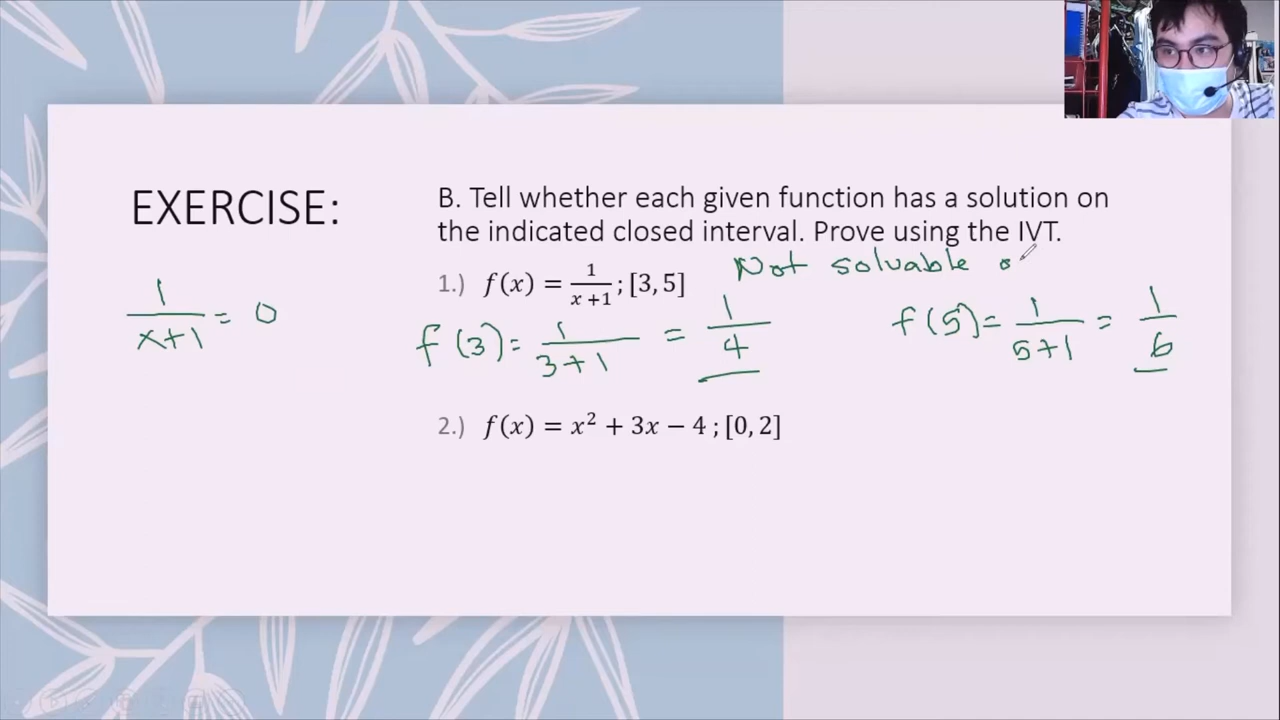 EXERCISE:
B. Tell whether each given function has a solution on
the indicated closed interval. Prove using the IVT.
1.) f(x) = 1/(x+1) ; [3, 5]
Not solvable o
1/(x+1) = 0
f(3) = 1/(3+1) = 1/4
f(5) = 1/(5+1) = 1/6
2.) f(x) = x² + 3x − 4 ; [0, 2]